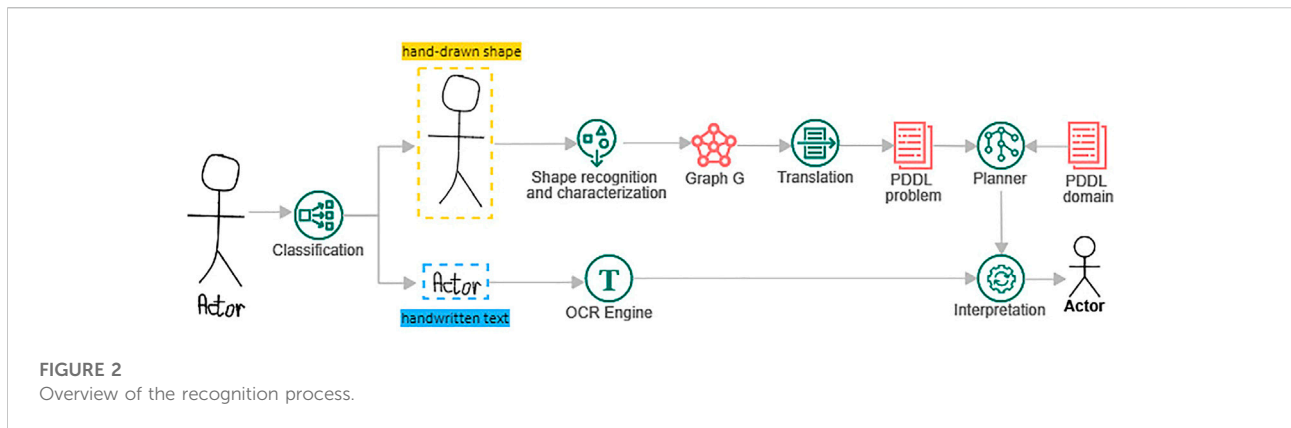 hand-drawn shape
Shape recognition
and characterization
Graph G
Translation
PDDL
problem
Planner
PDDL
domain
Classification
Actor
Actor
handwritten text
OCR Engine
Interpretation
Actor
T
FIGURE 2
Overview of the recognition process.